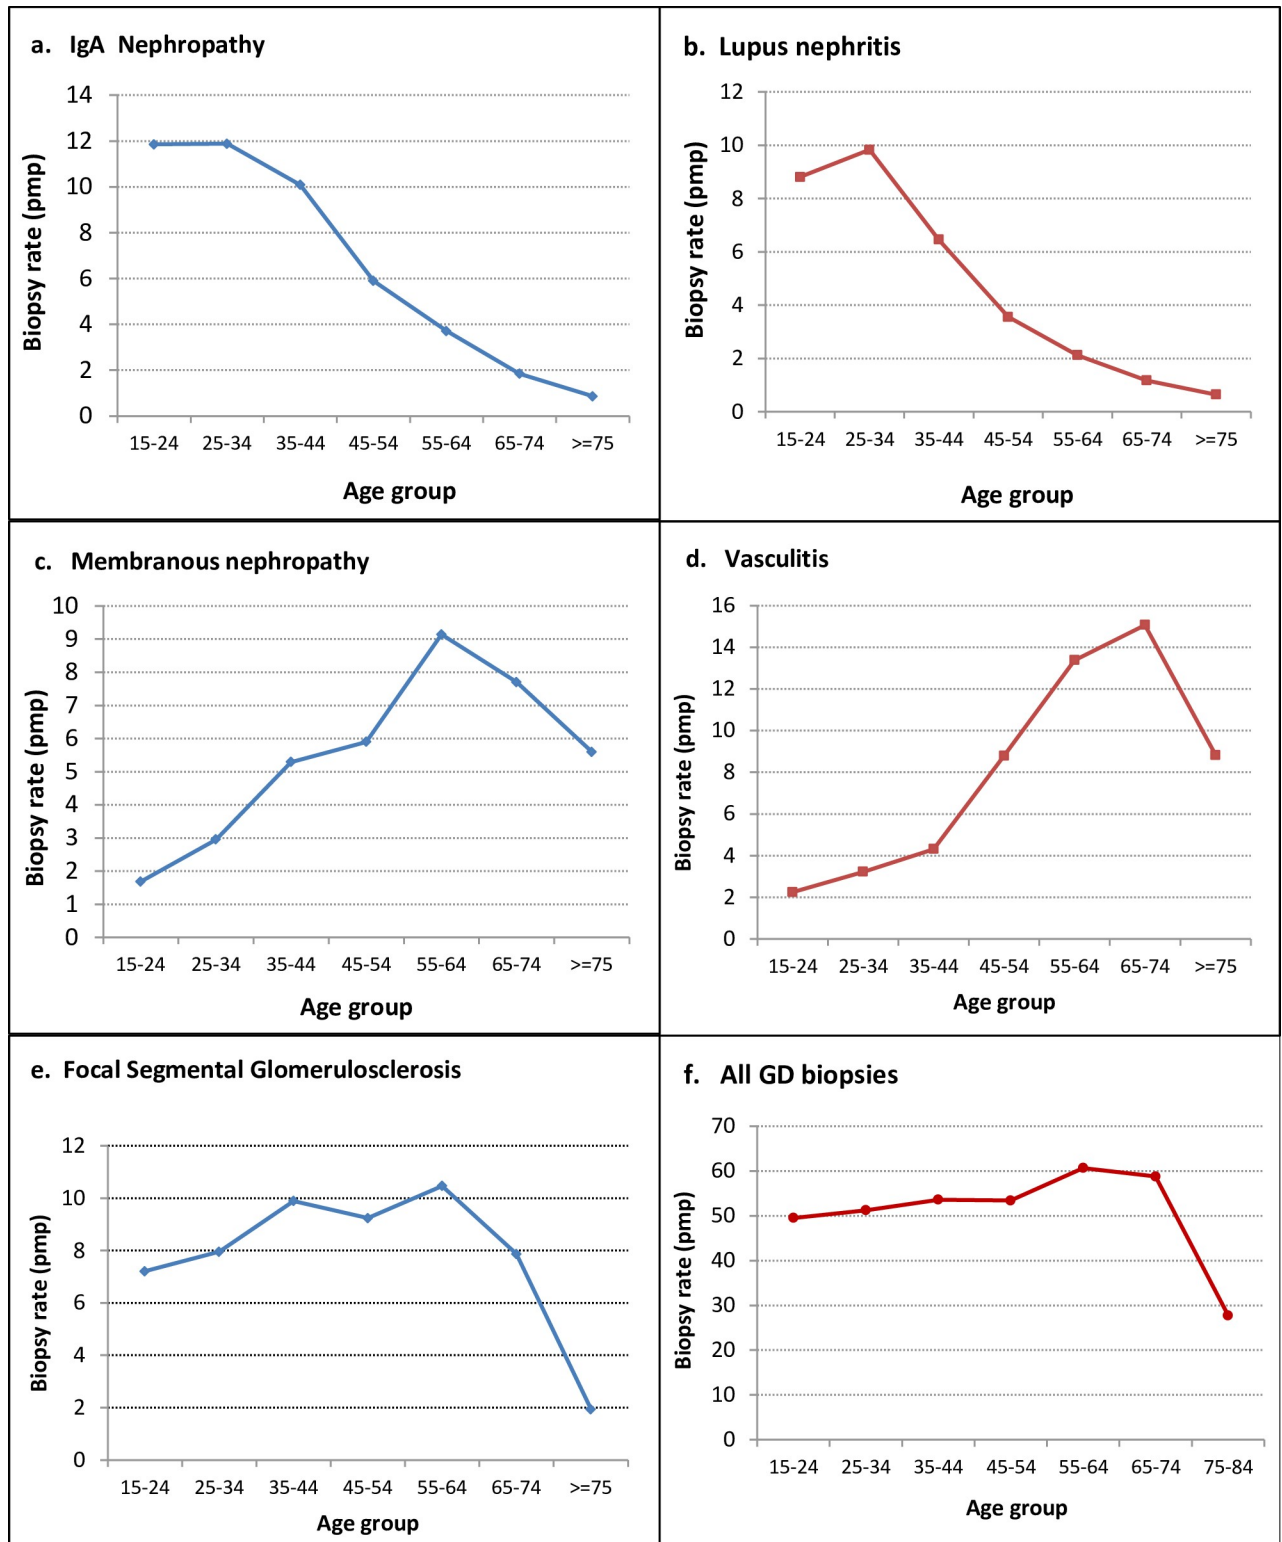 a. IgA Nephropathy
14
12
10
8
6
4
2
0
Biopsy rate (pmp)
15-24 25-34 35-44 45-54 55-64 65-74 >=75
Age group
b. Lupus nephritis
12
10
8
6
4
2
0
Biopsy rate (pmp)
15-24 25-34 35-44 45-54 55-64 65-74 >=75
Age group
c. Membranous nephropathy
10
9
8
7
6
5
4
3
2
1
0
Biopsy rate (pmp)
15-24 25-34 35-44 45-54 55-64 65-74 >=75
Age group
d. Vasculitis
16
14
12
10
8
6
4
2
0
Biopsy rate (pmp)
15-24 25-34 35-44 45-54 55-64 65-74 >=75
Age group
e. Focal Segmental Glomerulosclerosis
12
10
8
6
4
2
0
Biopsy rate (pmp)
15-24 25-34 35-44 45-54 55-64 65-74 >=75
Age group
f. All GD biopsies
70
60
50
40
30
20
10
0
Biopsy rate (pmp)
15-24 25-34 35-44 45-54 55-64 65-74 75-84
Age group